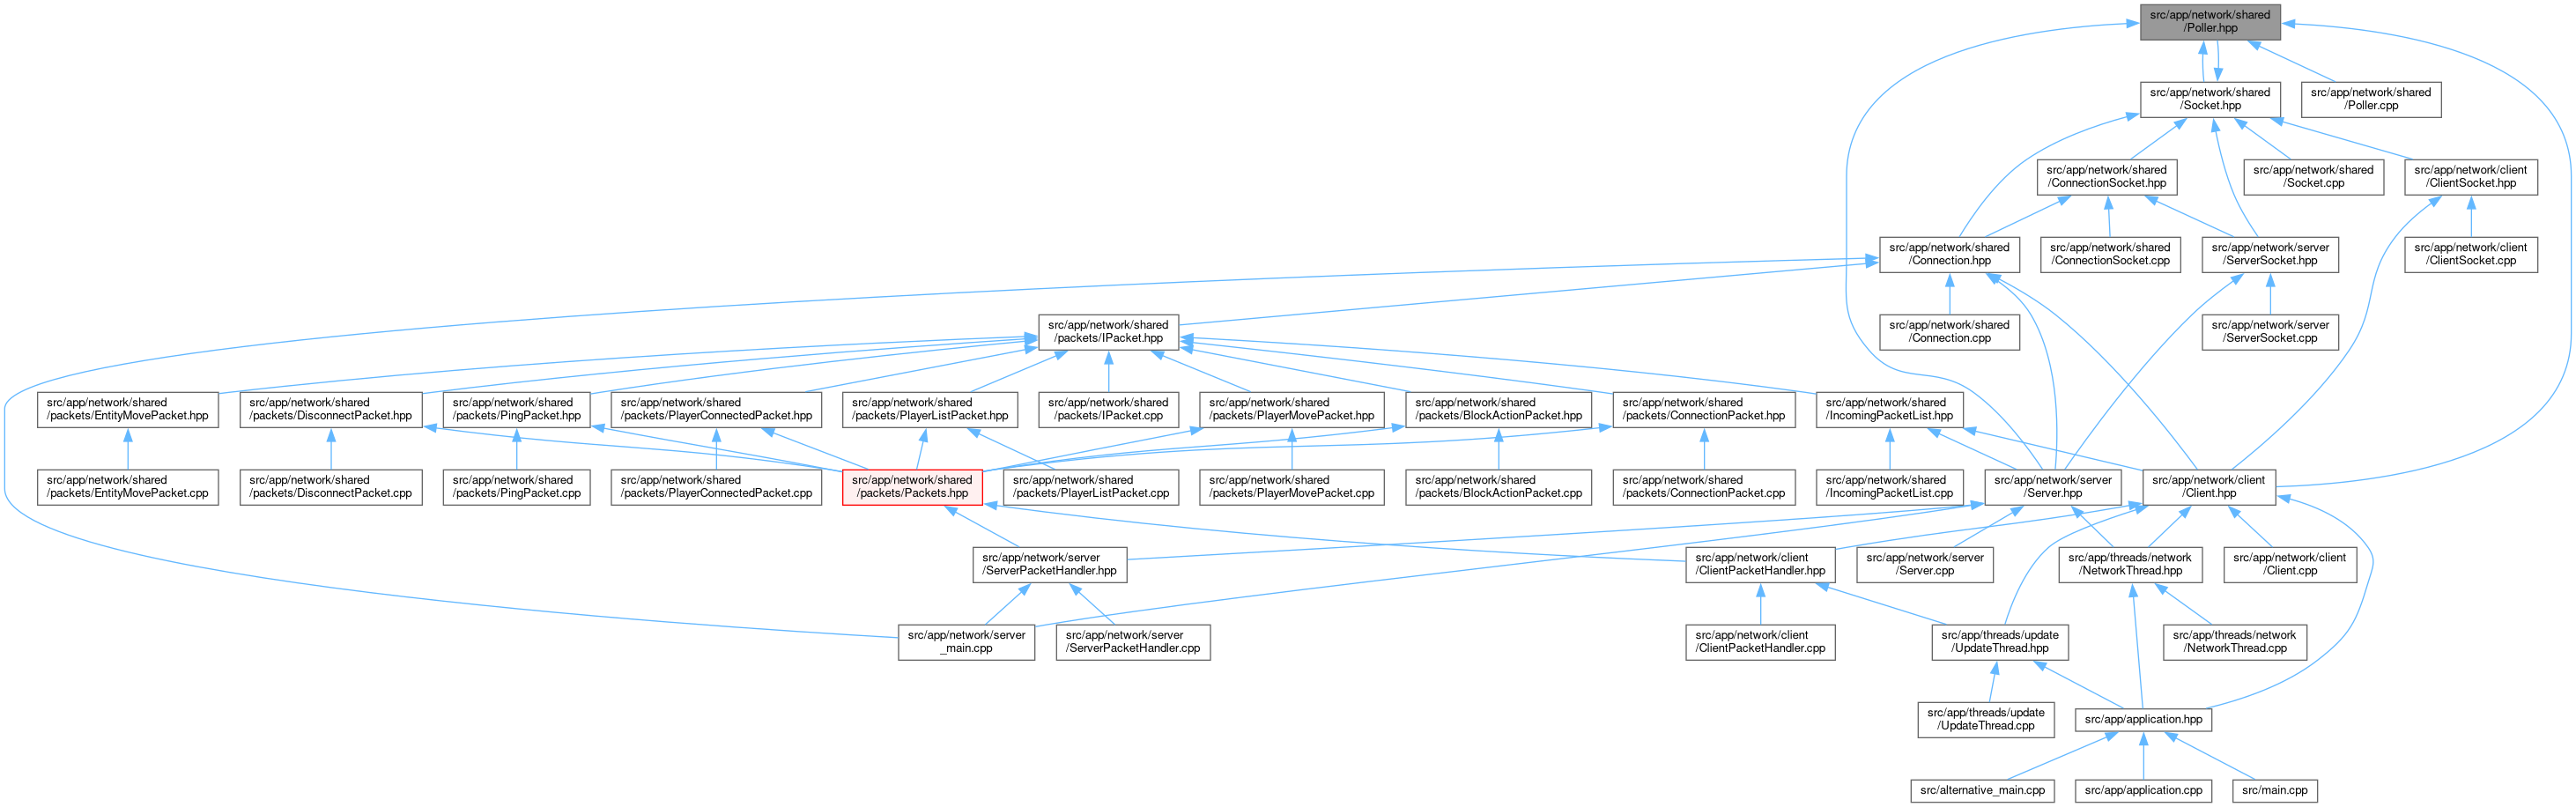 src/app/network/shared
/Poller.hpp
src/app/network/shared
/Socket.hpp
src/app/network/shared
/Poller.cpp
src/app/network/shared
/ConnectionSocket.hpp
src/app/network/shared
/Socket.cpp
src/app/network/client
/ClientSocket.hpp
src/app/network/shared
/Connection.hpp
src/app/network/shared
/ConnectionSocket.cpp
src/app/network/server
/ServerSocket.hpp
src/app/network/client
/ClientSocket.cpp
src/app/network/shared
/packets/IPacket.hpp
src/app/network/shared
/Connection.cpp
src/app/network/server
/ServerSocket.cpp
src/app/network/shared
/packets/EntityMovePacket.hpp
src/app/network/shared
/packets/DisconnectPacket.hpp
src/app/network/shared
/packets/PingPacket.hpp
src/app/network/shared
/packets/PlayerConnectedPacket.hpp
src/app/network/shared
/packets/PlayerListPacket.hpp
src/app/network/shared
/packets/IPacket.cpp
src/app/network/shared
/packets/PlayerMovePacket.hpp
src/app/network/shared
/packets/BlockActionPacket.hpp
src/app/network/shared
/packets/ConnectionPacket.hpp
src/app/network/shared
/IncomingPacketList.hpp
src/app/network/shared
/packets/EntityMovePacket.cpp
src/app/network/shared
/packets/DisconnectPacket.cpp
src/app/network/shared
/packets/PingPacket.cpp
src/app/network/shared
/packets/PlayerConnectedPacket.cpp
src/app/network/shared
/packets/Packets.hpp
src/app/network/shared
/packets/PlayerListPacket.cpp
src/app/network/shared
/packets/PlayerMovePacket.cpp
src/app/network/shared
/packets/BlockActionPacket.cpp
src/app/network/shared
/packets/ConnectionPacket.cpp
src/app/network/shared
/IncomingPacketList.cpp
src/app/network/server
/Server.hpp
src/app/network/client
/Client.hpp
src/app/network/server
/ServerPacketHandler.hpp
src/app/network/client
/ClientPacketHandler.hpp
src/app/network/server
/Server.cpp
src/app/threads/network
/NetworkThread.hpp
src/app/network/client
/Client.cpp
src/app/network/server
_main.cpp
src/app/network/server
/ServerPacketHandler.cpp
src/app/network/client
/ClientPacketHandler.cpp
src/app/threads/update
/UpdateThread.hpp
src/app/threads/network
/NetworkThread.cpp
src/app/threads/update
/UpdateThread.cpp
src/app/application.hpp
src/alternative_main.cpp
src/app/application.cpp
src/main.cpp